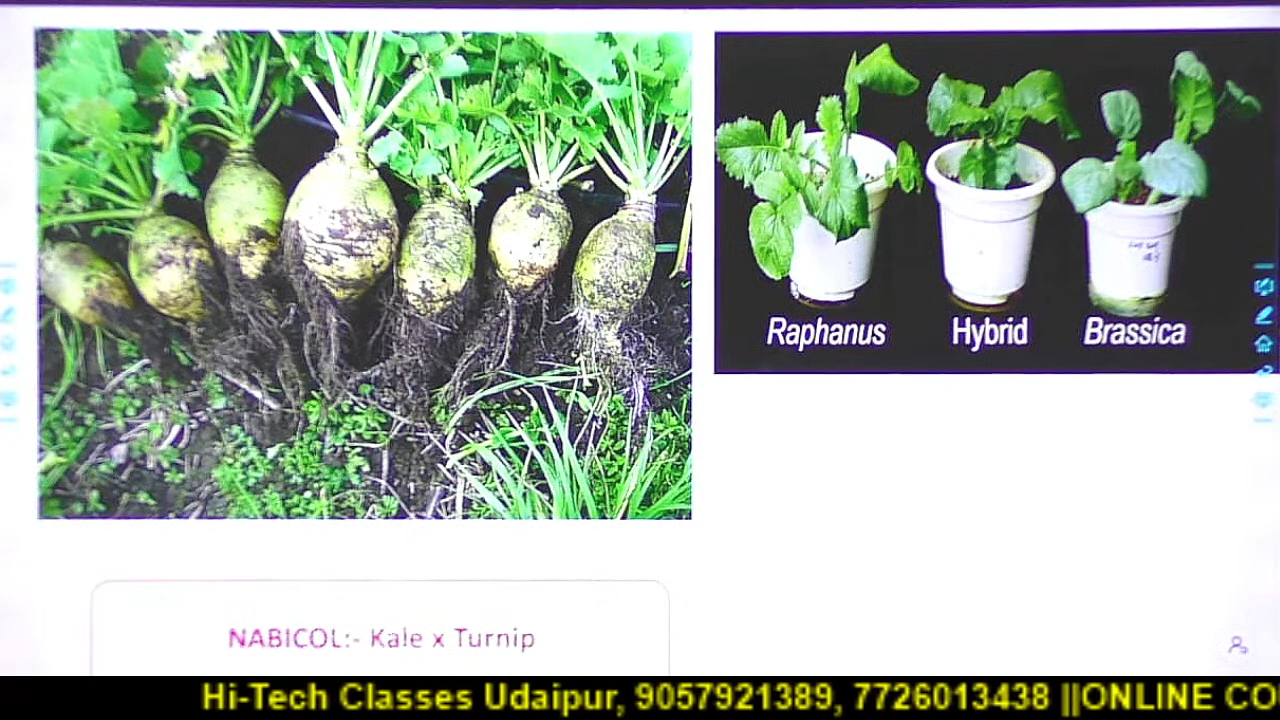 Raphanus Hybrid Brassica
NABICOL:- Kale x Turnip
Hi-Tech Classes Udaipur, 9057921389, 7726013438 ||ONLINE CO